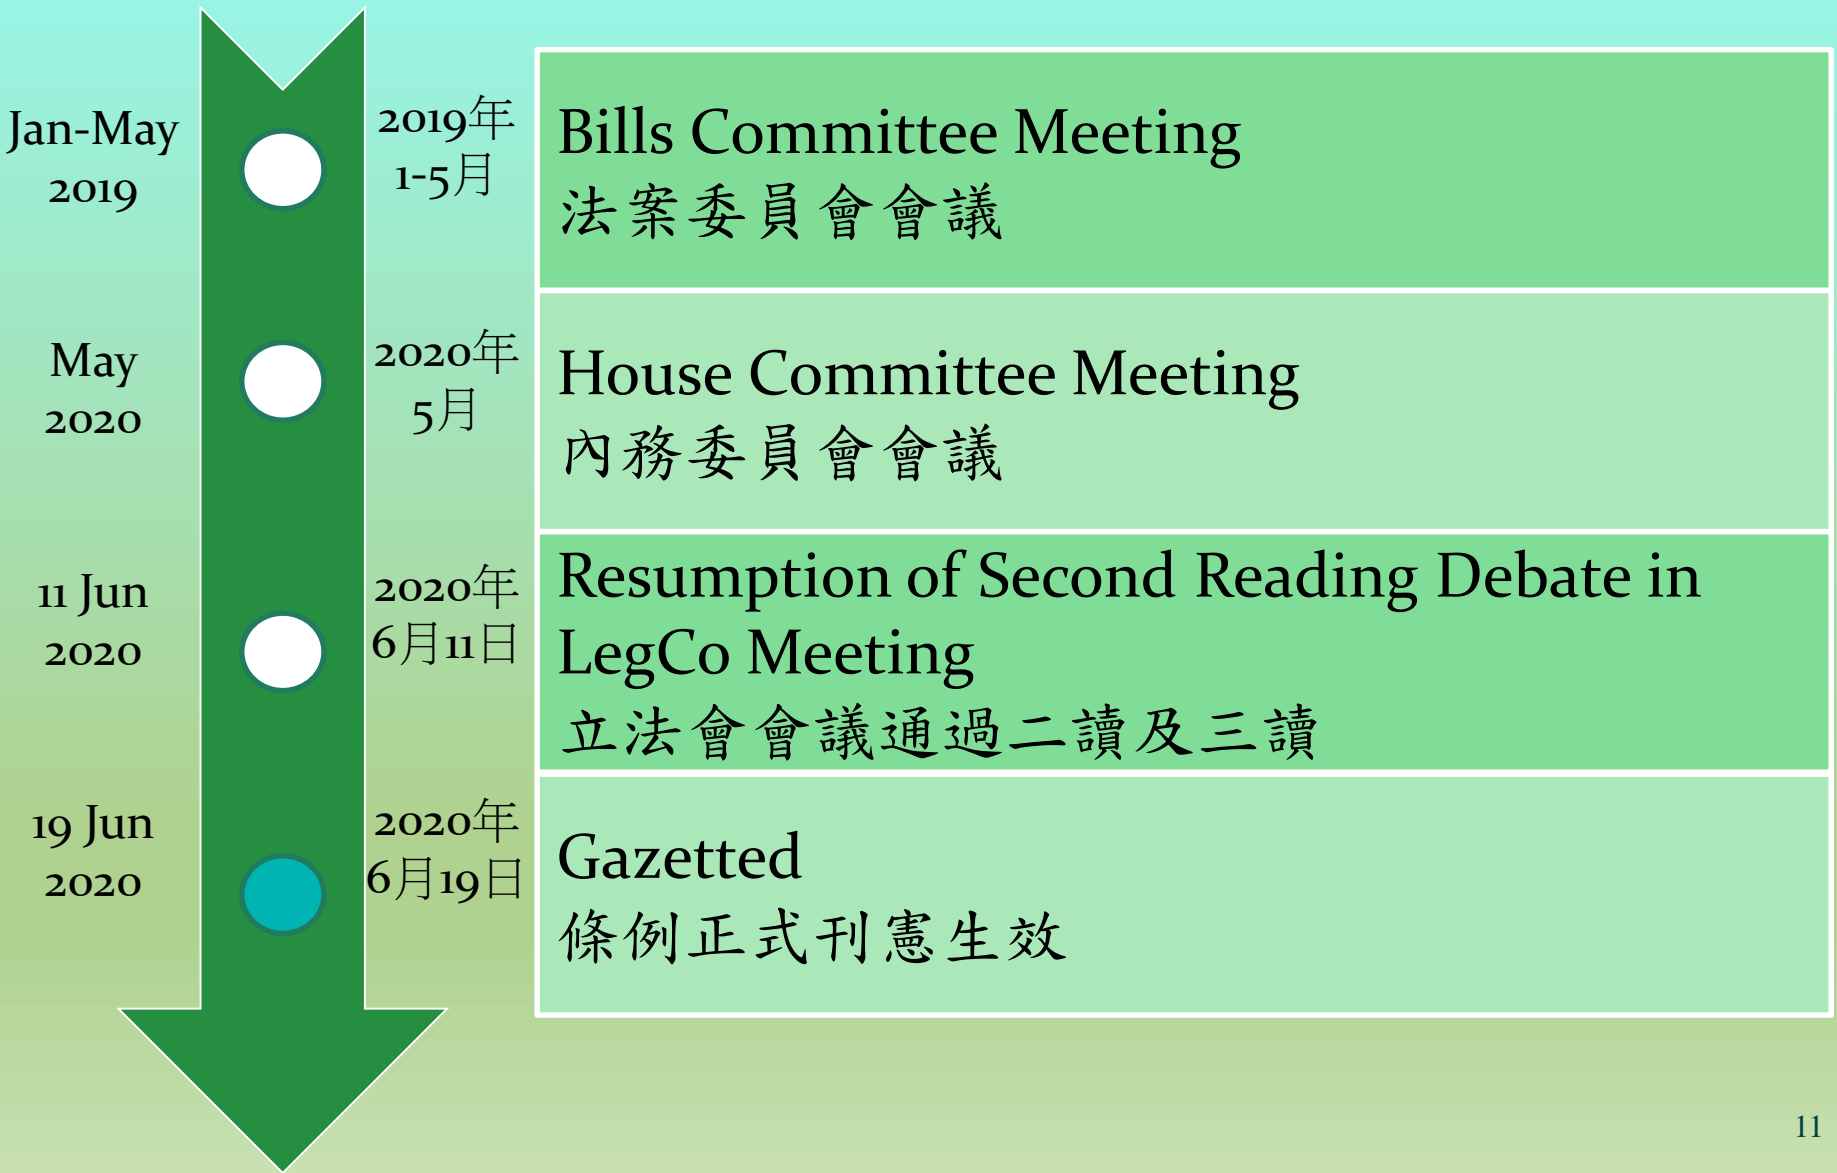 Jan-May
2019
2019年
1-5月
Bills Committee Meeting
法案委員會會議
May
2020
2020年
5月
House Committee Meeting
內務委員會會議
11 Jun
2020
2020年
6月11日
Resumption of Second Reading Debate in
LegCo Meeting
立法會會議通過二讀及三讀
19 Jun
2020
2020年
6月19日
Gazetted
條例正式刊憲生效
11